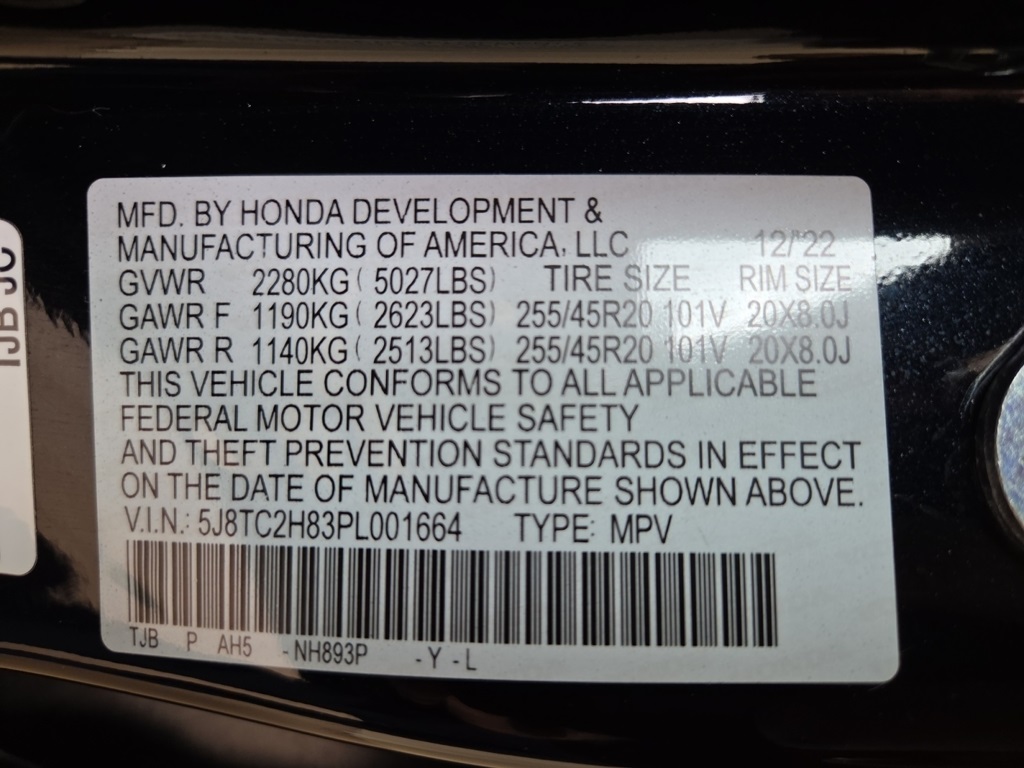 MFD. BY HONDA DEVELOPMENT &
MANUFACTURING OF AMERICA, LLC 12/'22
GVWR 2280KG ( 5027LBS) TIRE SIZE RIM SIZE
GAWR F 1190KG ( 2623LBS) 255/45R20 101V 20X8.0J
GAWR R 1140KG ( 2513LBS) 255/45R20 101V 20X8.0J
THIS VEHICLE CONFORMS TO ALL APPLICABLE
FEDERAL MOTOR VEHICLE SAFETY
AND THEFT PREVENTION STANDARDS IN EFFECT
ON THE DATE OF MANUFACTURE SHOWN ABOVE.
V.I.N.: 5J8TC2H83PL001664 TYPE: MPV
TJB P AH5 -NH893P -Y -L